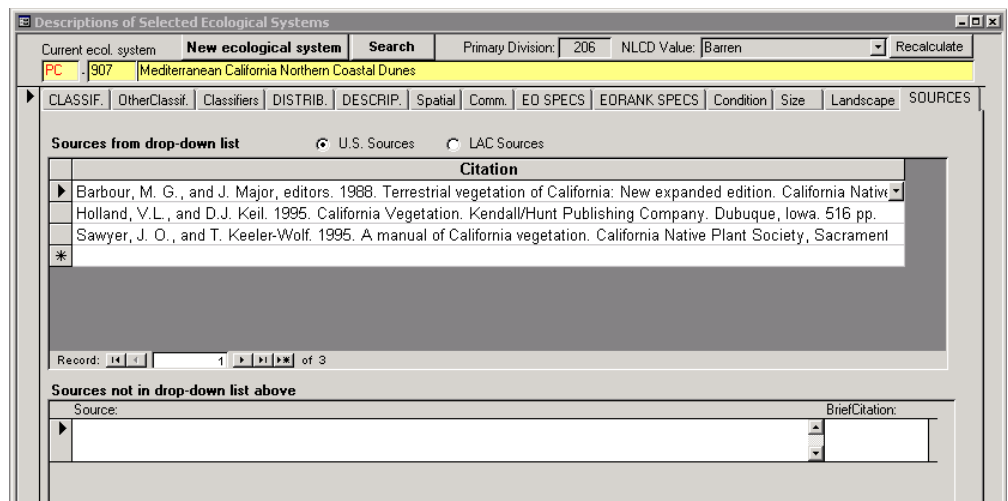 Descriptions of Selected Ecological Systems
Current ecol. system New ecological system Search Primary Division: 206 NLCD Value: Barren Recalculate
PC - 907 Mediterranean California Northern Coastal Dunes
CLASSIF. OtherClassif. Classifiers DISTRIB. DESCRIP. Spatial Comm. EO SPECS EORANK SPECS Condition Size Landscape SOURCES
Sources from drop-down list U.S. Sources LAC Sources
Citation
Barbour, M. G., and J. Major, editors. 1988. Terrestrial vegetation of California: New expanded edition. California Native
Holland, V.L., and D.J. Keil. 1995. California Vegetation. Kendall/Hunt Publishing Company. Dubuque, Iowa. 516 pp.
Sawyer, J. O., and T. Keeler-Wolf. 1995. A manual of California vegetation. California Native Plant Society, Sacrament
Record: 1 of 3
Sources not in drop-down list above
Source: BriefCitation: